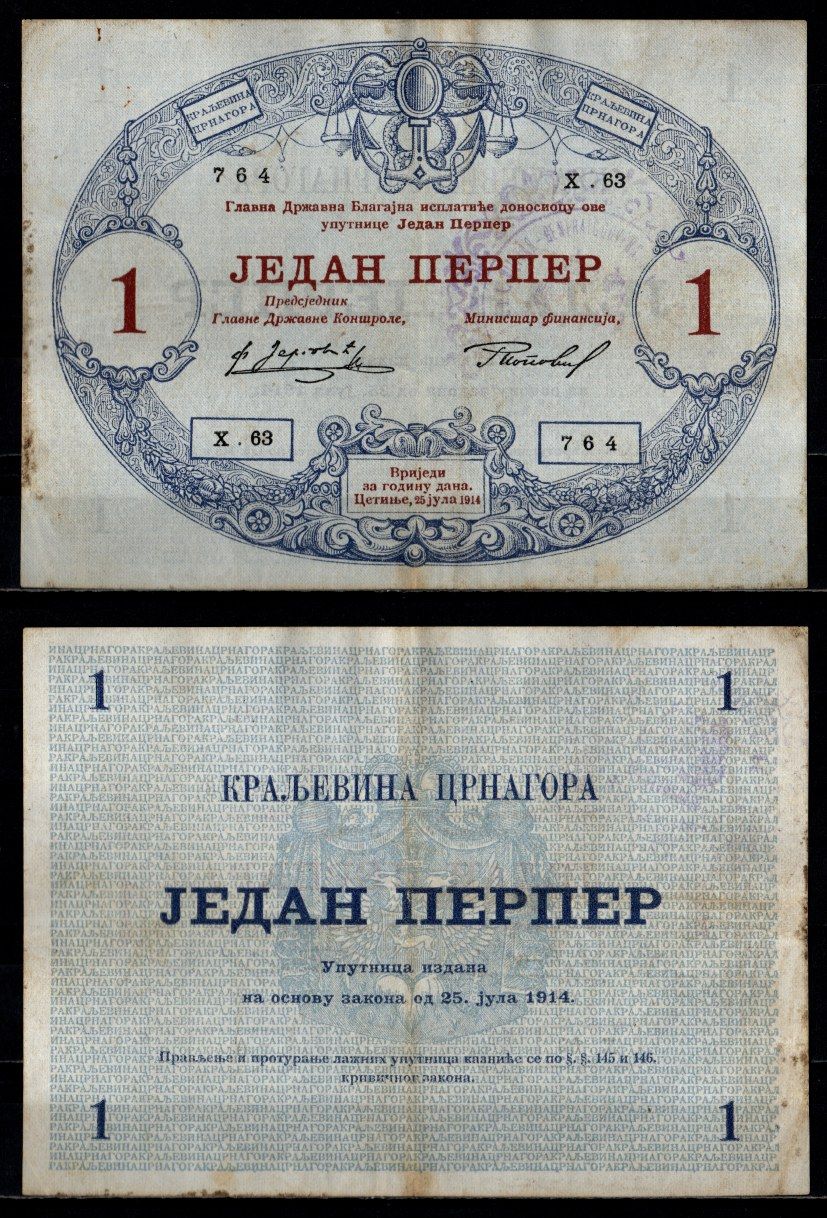 КРАЉЕВИНА
ЦРНАГОРА
КРАЉЕВИНА
ЦРНАГОРА
764
X.63
Главна Државна Благајна исплатиће доносиоцу ове
упутнице Један Перпер
1
ЈЕДАН ПЕРПЕР
1
Предсједник
Главне Државне Контроле,
Министар финансија,
X.63
764
Вриједи
за годину дана.
Цетиње, 25 јула 1914
1
1
КРАЉЕВИНА ЦРНАГОРА
ЈЕДАН ПЕРПЕР
Упутница издана
на основу закона од 25. јула 1914.
Прављење и протурање лажних упутница казниће се по §. §. 145 и 146.
кривичног закона.
1
1